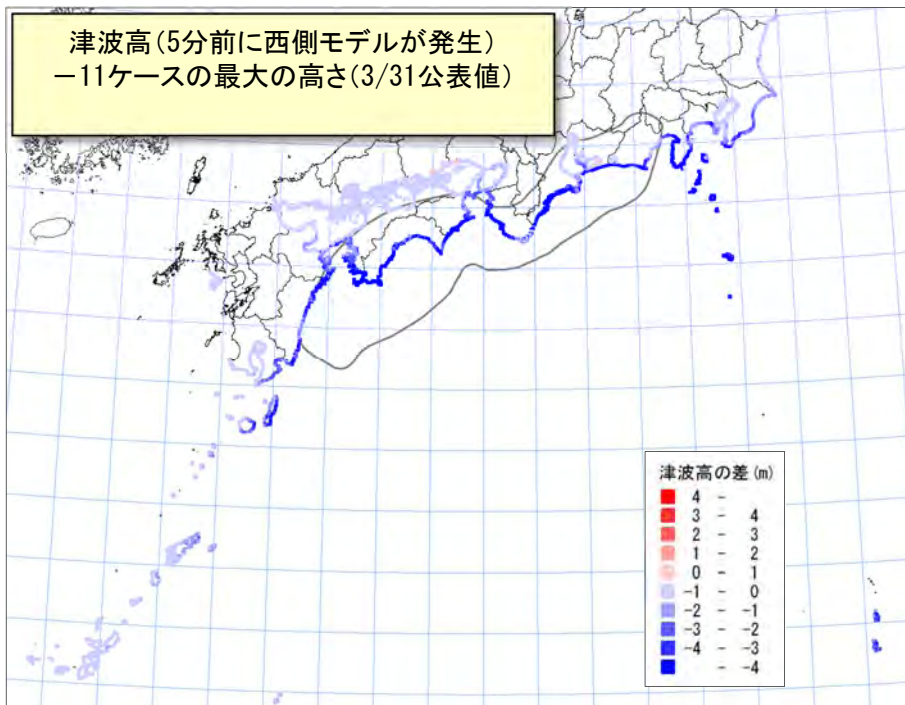 津波高(5分前に西側モデルが発生)
－11ケースの最大の高さ(3/31公表値)
津波高の差(m)
4 -
3 - 4
2 - 3
1 - 2
0 - 1
-1 - 0
-2 - -1
-3 - -2
-4 - -3
- -4